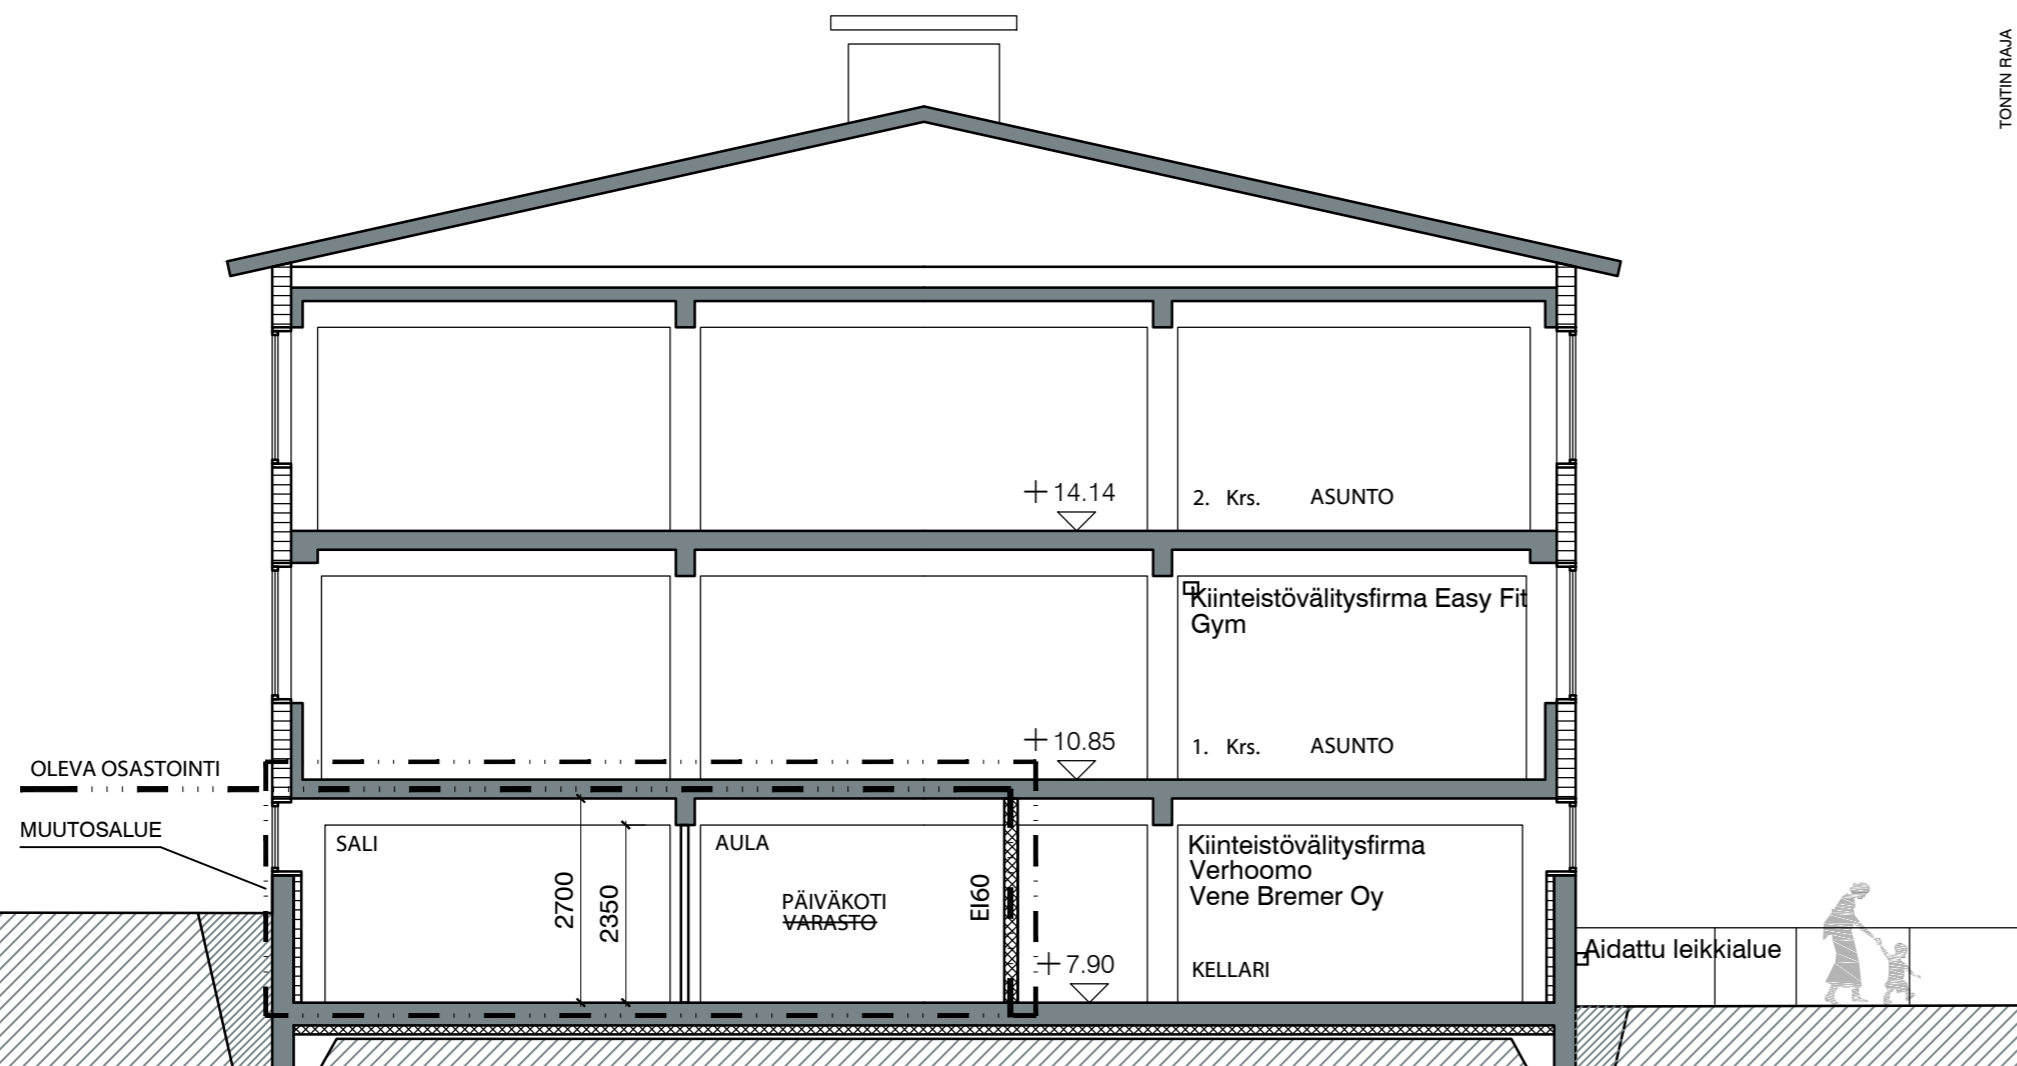 TONTIN RAJA
+14.14
2. Krs. ASUNTO
Kiinteistövälitysfirma Easy Fit
Gym
+10.85
1. Krs. ASUNTO
OLEVA OSASTOINTI
MUUTOSALUE
SALI
2700
2350
AULA
PÄIVÄKOTI
VARASTO
EI60
+7.90
Kiinteistövälitysfirma
Verhoomo
Vene Bremer Oy
KELLARI
Aidattu leikkialue